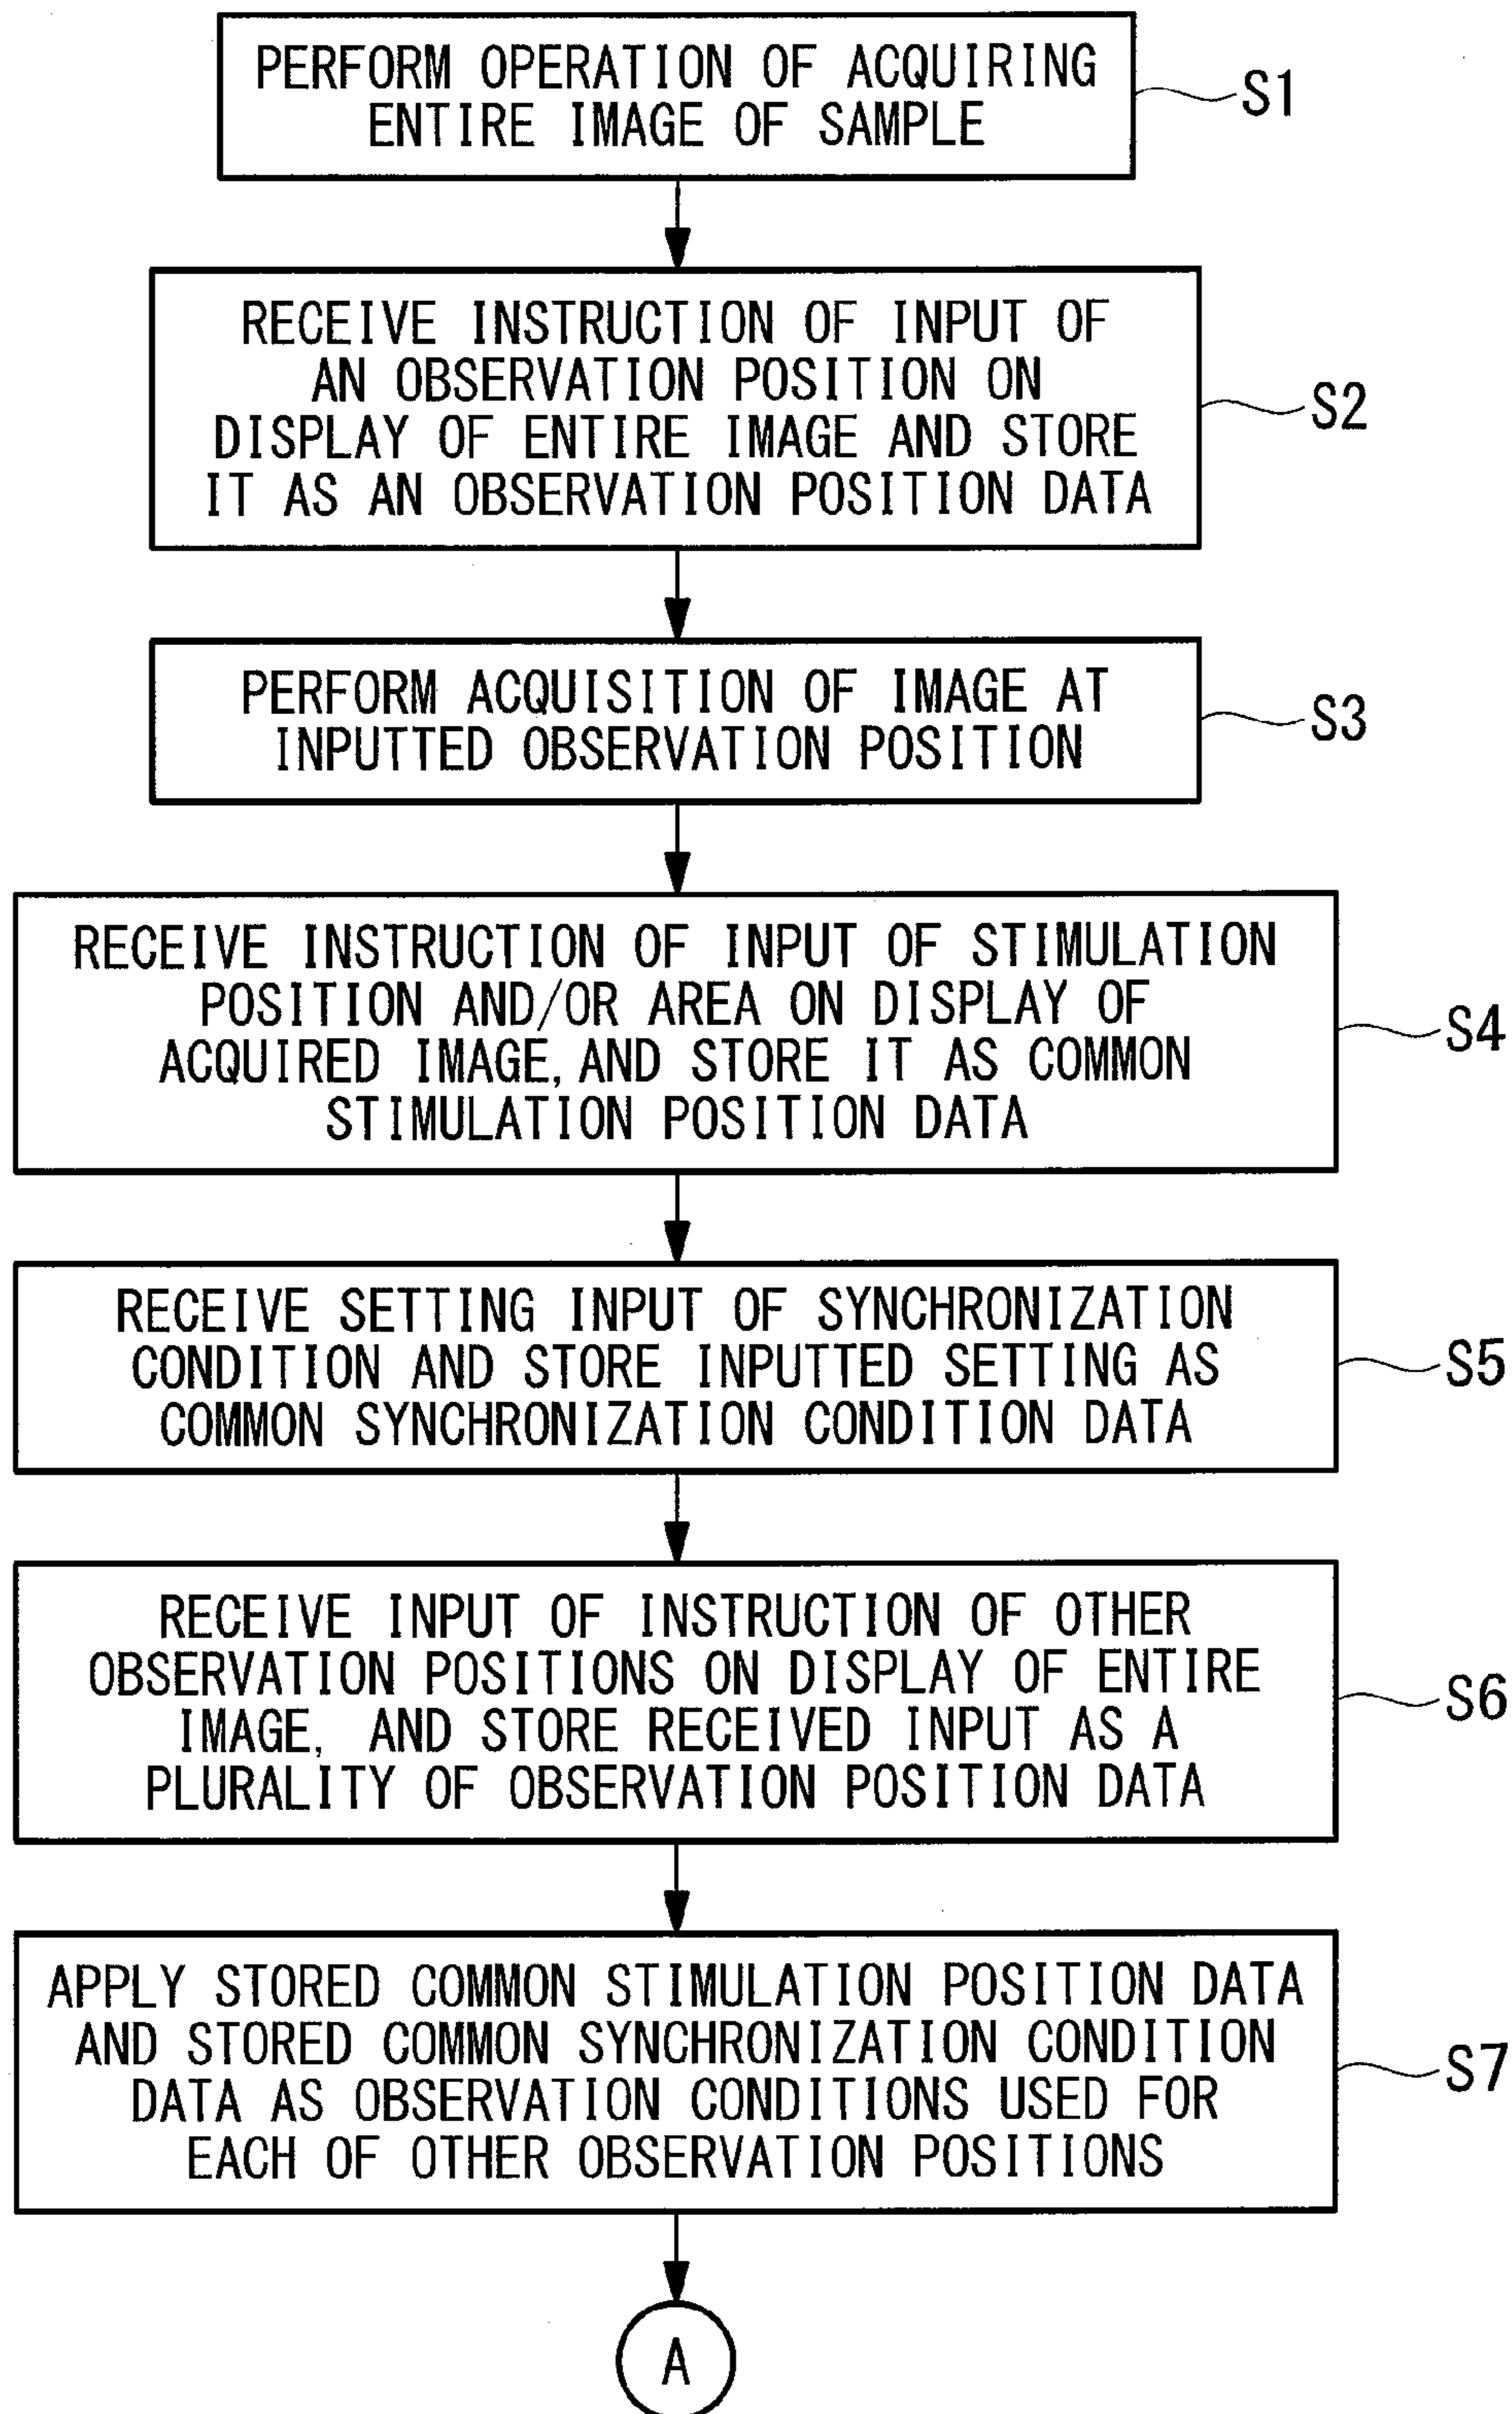 PERFORM OPERATION OF ACQUIRING
ENTIRE IMAGE OF SAMPLE
S1
RECEIVE INSTRUCTION OF INPUT OF
AN OBSERVATION POSITION ON
DISPLAY OF ENTIRE IMAGE AND STORE
IT AS AN OBSERVATION POSITION DATA
S2
PERFORM ACQUISITION OF IMAGE AT
INPUTTED OBSERVATION POSITION
S3
RECEIVE INSTRUCTION OF INPUT OF STIMULATION
POSITION AND/OR AREA ON DISPLAY OF
ACQUIRED IMAGE, AND STORE IT AS COMMON
STIMULATION POSITION DATA
S4
RECEIVE SETTING INPUT OF SYNCHRONIZATION
CONDITION AND STORE INPUTTED SETTING AS
COMMON SYNCHRONIZATION CONDITION DATA
S5
RECEIVE INPUT OF INSTRUCTION OF OTHER
OBSERVATION POSITIONS ON DISPLAY OF ENTIRE
IMAGE, AND STORE RECEIVED INPUT AS A
PLURALITY OF OBSERVATION POSITION DATA
S6
APPLY STORED COMMON STIMULATION POSITION DATA
AND STORED COMMON SYNCHRONIZATION CONDITION
DATA AS OBSERVATION CONDITIONS USED FOR
EACH OF OTHER OBSERVATION POSITIONS
S7
A